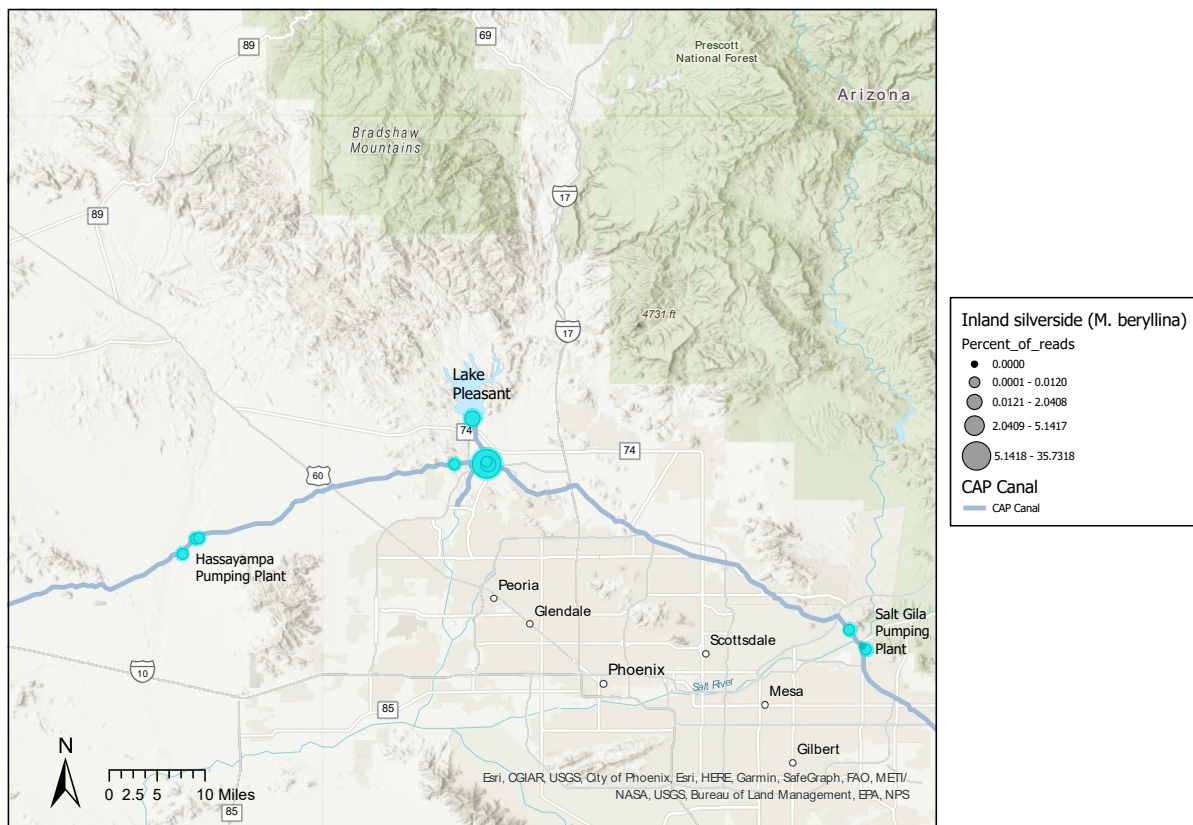 89
69
Prescott
National Forest
Arizona
Bradshaw
Mountains
17
89
4731 ft
17
Lake
Pleasant
74
74
60
Hassayampa
Pumping Plant
Peoria
Glendale
Salt Gila
Pumping
Plant
Scottsdale
Phoenix
10
Salt River
Mesa
85
Gilbert
N
0 2.5 5 10 Miles
85
Esri, CGIAR, USGS, City of Phoenix, Esri, HERE, Garmin, SafeGraph, FAO, METI/
NASA, USGS, Bureau of Land Management, EPA, NPS
Inland silverside (M. beryllina)
Percent_of_reads
0.0000
0.0001 - 0.0120
0.0121 - 2.0408
2.0409 - 5.1417
5.1418 - 35.7318
CAP Canal
CAP Canal